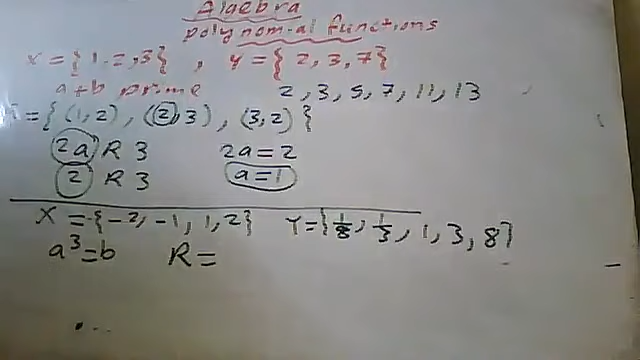 Algebra
polynomial functions
X = {1, 2, 3} , Y = { 2, 3, 7}
a+b prime 2, 3, 5, 7, 11, 13
= { (1, 2) , (2, 3) , (3, 2) }
2a R 3 2a = 2
2 R 3 a = 1
X = {-2, -1, 1, 2} Y = { 1/8, 1/3, 1, 3, 8}
a³ = b R =